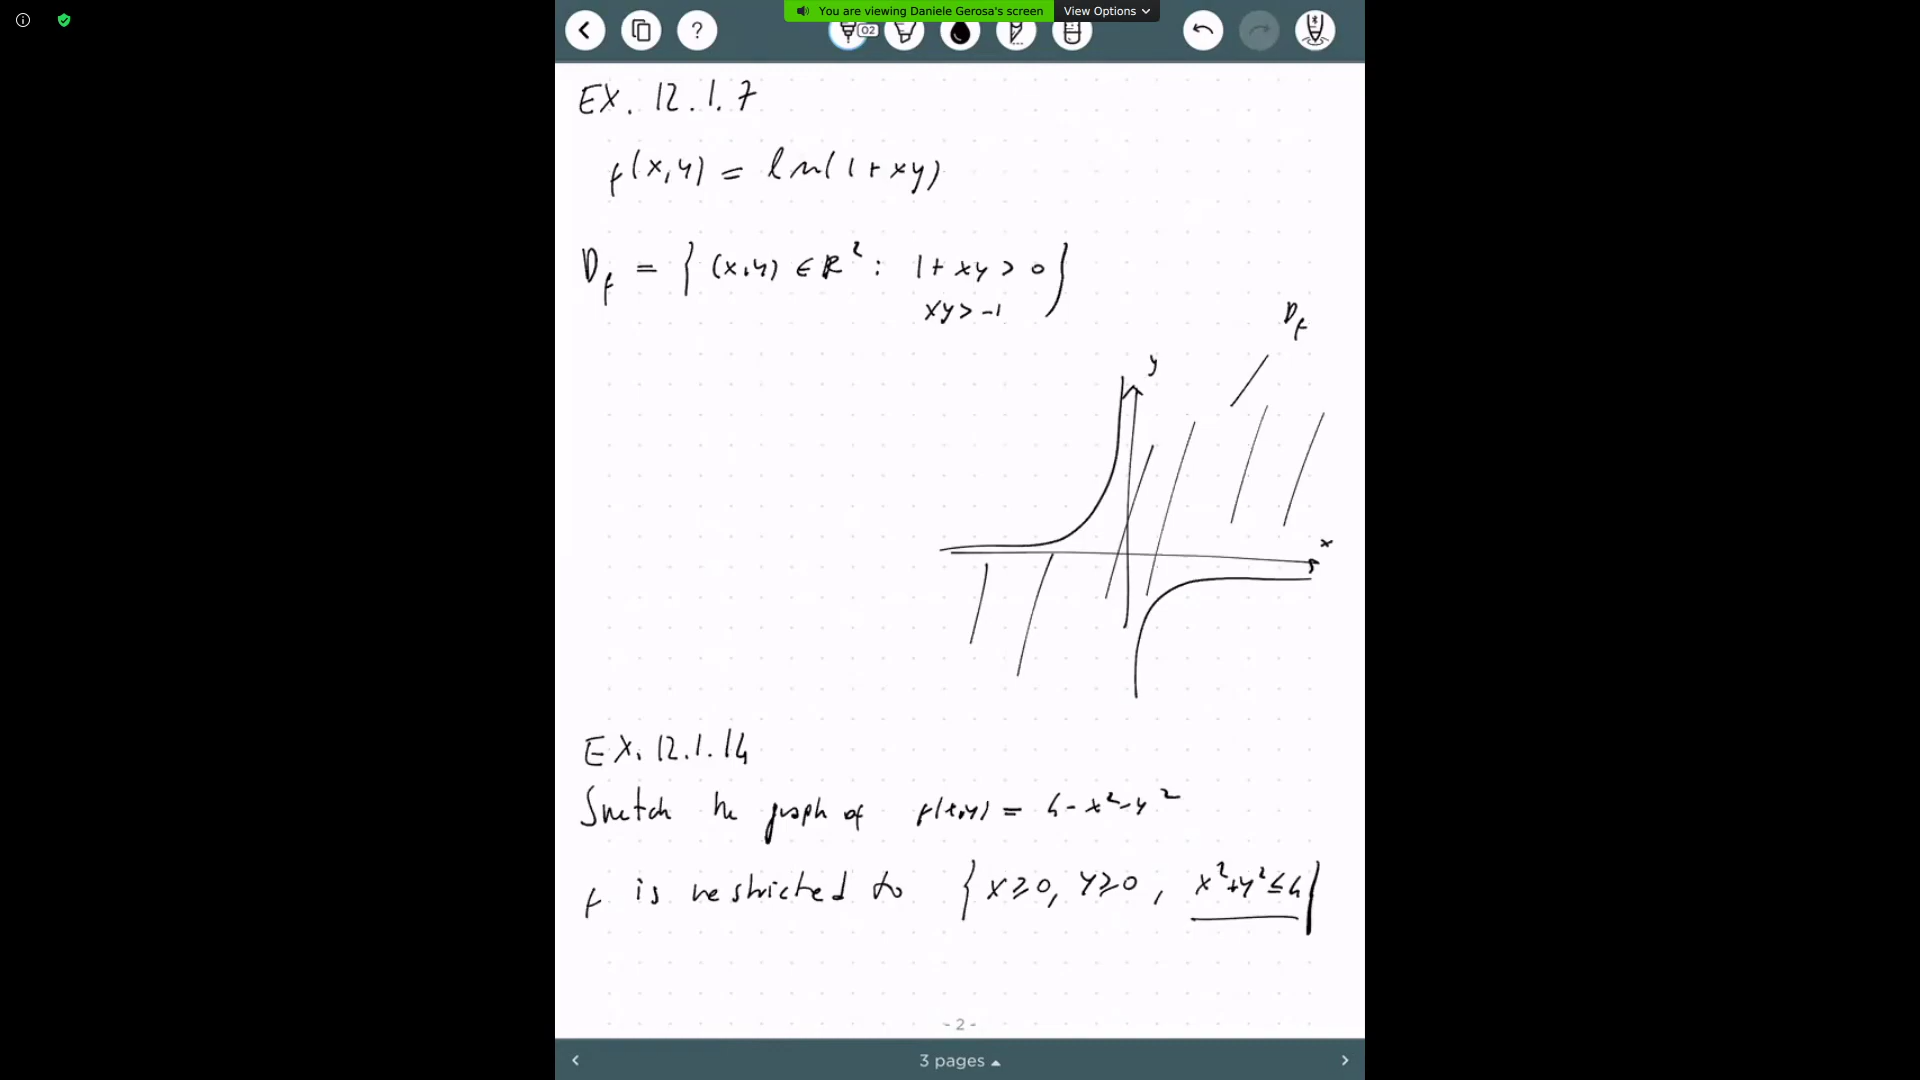 You are viewing Daniele Gerosa's screen View Options
02
EX. 12.1.7
f(x,y) = ln(1+xy)
D_f = { (x,y) ∈ ℝ² : 1+xy > 0 }
xy > -1
D_f
y
x
EX. 12.1.14
Sketch the graph of f(x,y) = 4-x²-y²
f is restricted to { x ≥ 0, y ≥ 0, x²+y² ≤ 4 }
- 2 -
3 pages